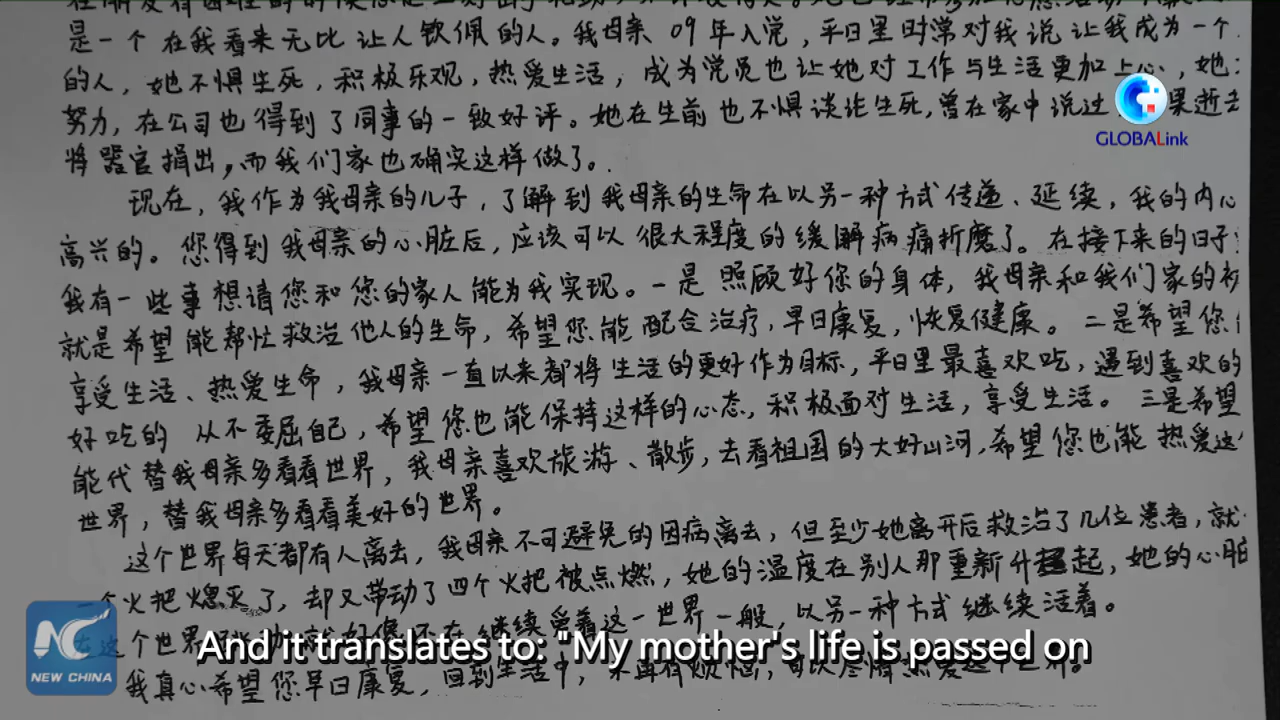 是一个在我看来无比让人钦佩的人。我母亲09年入党，平日里时常对我说让我成为一个
的人，她不惧生死，积极乐观，热爱生活，成为党员也让她对工作与生活更加上心，她
努力，在公司也得到了同事的一致好评。她在生前也不惧谈论生死，曾在家中说过 果逝去
将器官捐出，而我们家也确实这样做了。
现在，我作为我母亲的儿子，了解到我母亲的生命在以另一种方式传递、延续，我的内心
高兴的。您得到我母亲的心脏后，应该可以很大程度的缓解病痛折磨了。在接下来的日子
我有一些事想请您和您的家人能为我实现。一是照顾好您的身体，我母亲和我们家的初
就是希望能帮忙救治他人的生命，希望您能配合治疗，早日康复，恢复健康。二是希望您
享受生活、热爱生命，我母亲一直以来都将生活的更好作为目标，平日里最喜欢吃，遇到喜欢的
好吃的从不委屈自己，希望您也能保持这样的心态，积极面对生活，享受生活。三是希望
能代替我母亲多看看世界，我母亲喜欢旅游、散步，去看祖国的大好山河，希望您也能热爱这
世界，替我母亲多看看美好的世界。
这个世界每天都有人离去，我母亲不可避免的因病离去，但至少她离开后救治了几位患者，就
一个火把熄灭了，却又带动了四个火把被点燃，她的温度在别人那重新升起，她的心脏
在这个世界 继续爱着这一世界一般，以另一种方式继续活着。
我真心希望您早日康复，回到生活中，
GLOBALink
NEW CHINA
And it translates to: "My mother's life is passed on